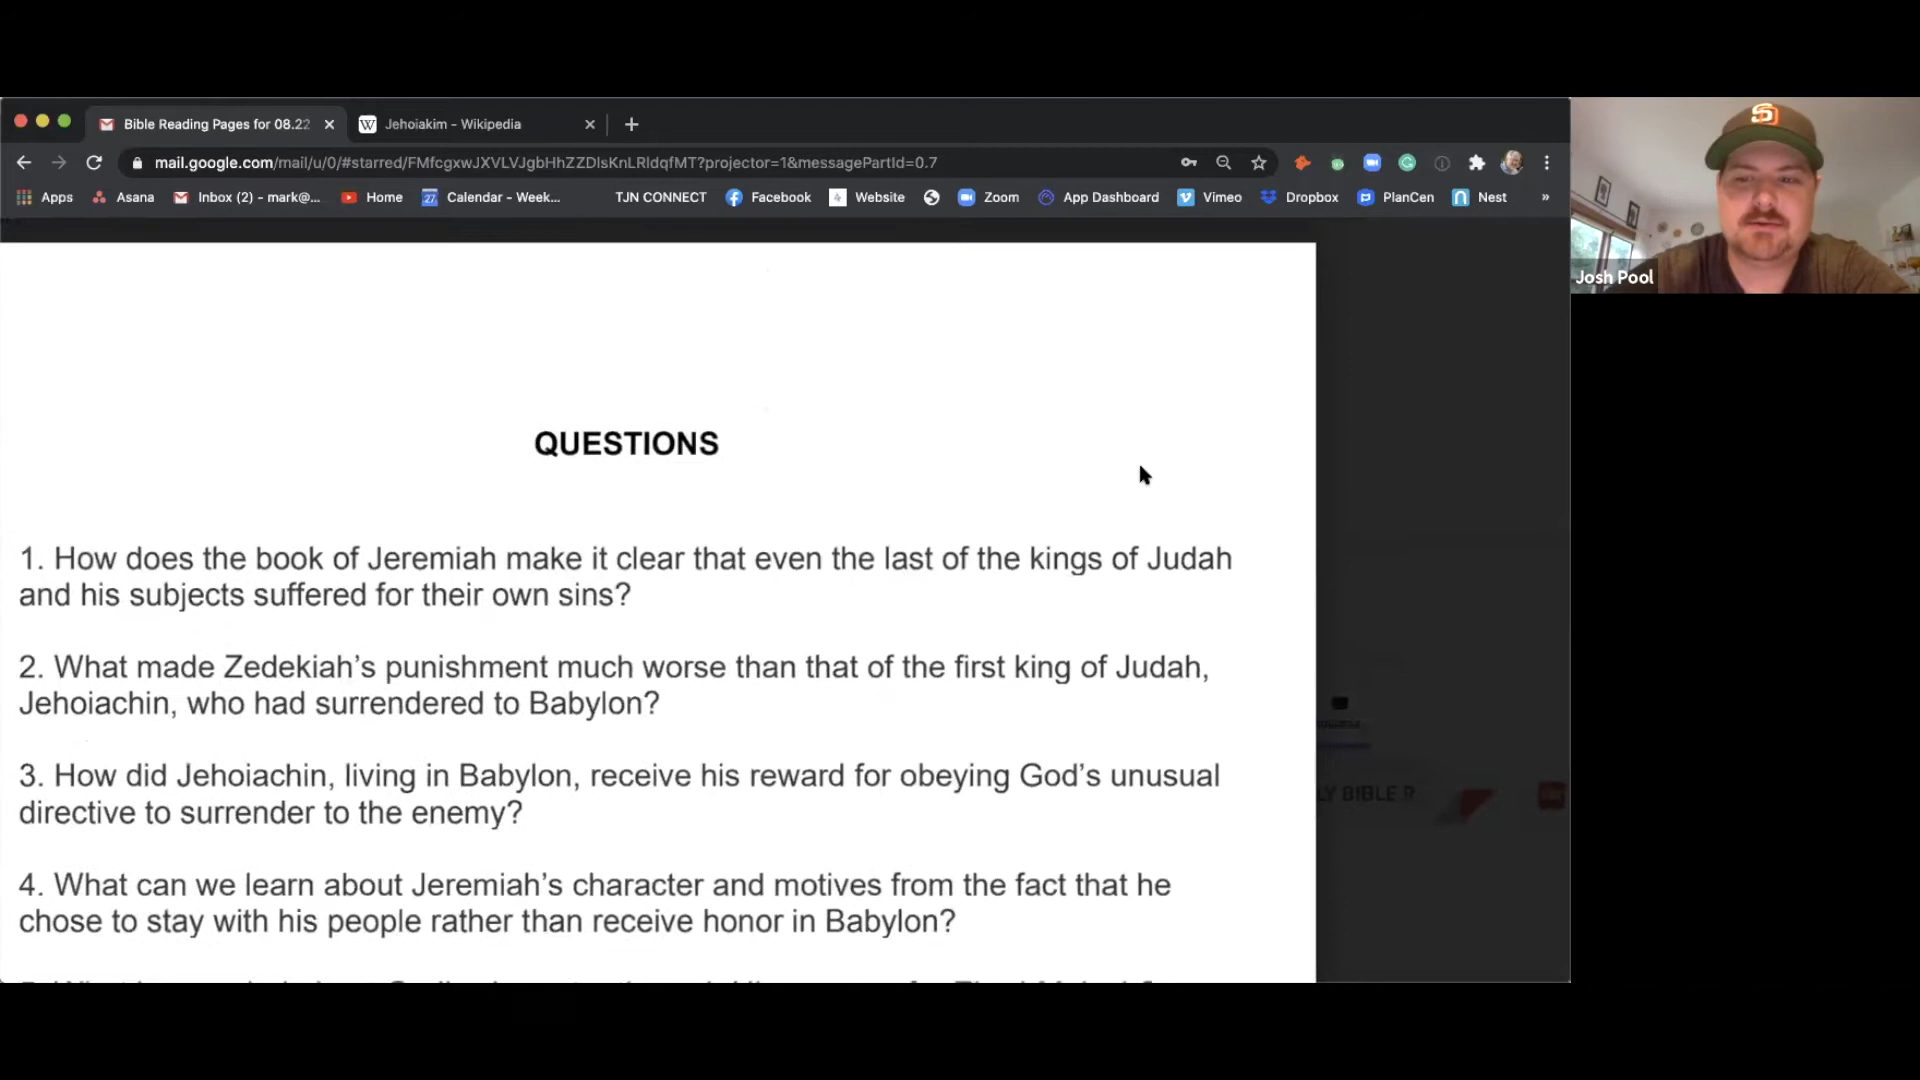 Bible Reading Pages for 08.22
W Jehoiakim - Wikipedia
mail.google.com/mail/u/0/#starred/FMfcgxwJXVLVJgbHhZZDlsKnLRldqfMT?projector=1&messagePartId=0.7
Apps Asana Inbox (2) - mark@... Home 27 Calendar - Week... TJN CONNECT Facebook Website Zoom App Dashboard Vimeo Dropbox PlanCen Nest »
SD
Josh Pool
QUESTIONS
1. How does the book of Jeremiah make it clear that even the last of the kings of Judah
and his subjects suffered for their own sins?
2. What made Zedekiah’s punishment much worse than that of the first king of Judah,
Jehoiachin, who had surrendered to Babylon?
3. How did Jehoiachin, living in Babylon, receive his reward for obeying God’s unusual
directive to surrender to the enemy?
LY BIBLE R
4. What can we learn about Jeremiah’s character and motives from the fact that he
chose to stay with his people rather than receive honor in Babylon?